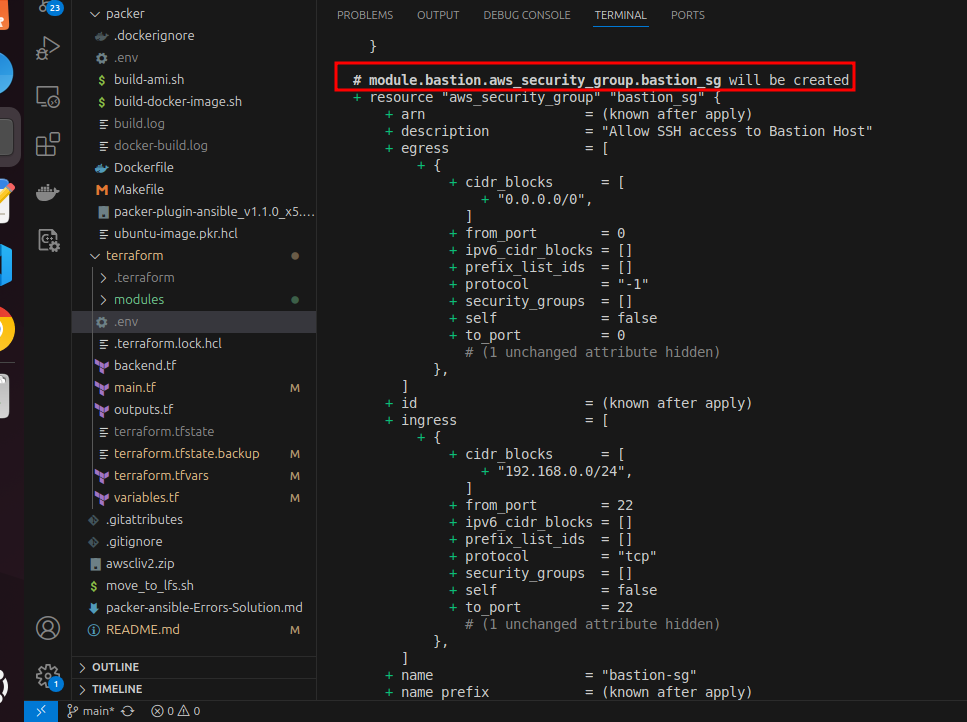 23
packer
.dockerignore
.env
build-ami.sh
build-docker-image.sh
build.log
docker-build.log
Dockerfile
Makefile
packer-plugin-ansible_v1.1.0_x5....
ubuntu-image.pkr.hcl
terraform
.terraform
modules
.env
.terraform.lock.hcl
backend.tf
main.tf M
outputs.tf
terraform.tfstate
terraform.tfstate.backup M
terraform.tfvars M
variables.tf M
.gitattributes
.gitignore
awscliv2.zip
move_to_lfs.sh
packer-ansible-Errors-Solution.md
README.md M
OUTLINE
TIMELINE
1
main*
0 0
PROBLEMS OUTPUT DEBUG CONSOLE TERMINAL PORTS
}
# module.bastion.aws_security_group.bastion_sg will be created
+ resource "aws_security_group" "bastion_sg" {
+ arn = (known after apply)
+ description = "Allow SSH access to Bastion Host"
+ egress = [
+ {
+ cidr_blocks = [
+ "0.0.0.0/0",
]
+ from_port = 0
+ ipv6_cidr_blocks = []
+ prefix_list_ids = []
+ protocol = "-1"
+ security_groups = []
+ self = false
+ to_port = 0
# (1 unchanged attribute hidden)
},
]
+ id = (known after apply)
+ ingress = [
+ {
+ cidr_blocks = [
+ "192.168.0.0/24",
]
+ from_port = 22
+ ipv6_cidr_blocks = []
+ prefix_list_ids = []
+ protocol = "tcp"
+ security_groups = []
+ self = false
+ to_port = 22
# (1 unchanged attribute hidden)
},
]
+ name = "bastion-sg"
+ name_prefix = (known after apply)